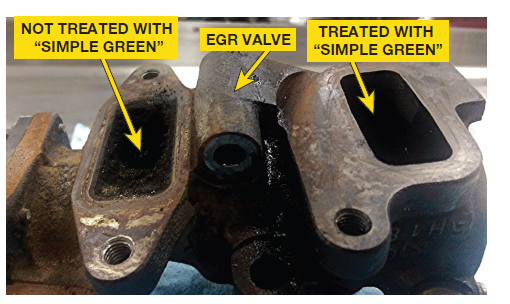 NOT TREATED WITH
“SIMPLE GREEN”
EGR VALVE
TREATED WITH
“SIMPLE GREEN”